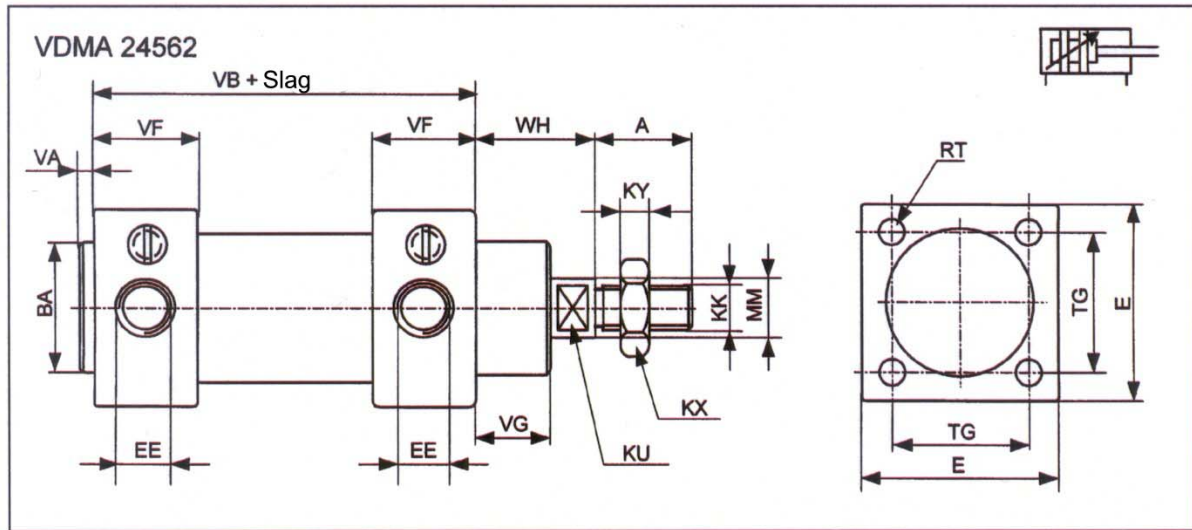 VDMA 24562
VB + Slag
VF
VF
WH
A
VA
KY
RT
BA
KK
MM
TG
E
EE
EE
VG
KU
KX
TG
E